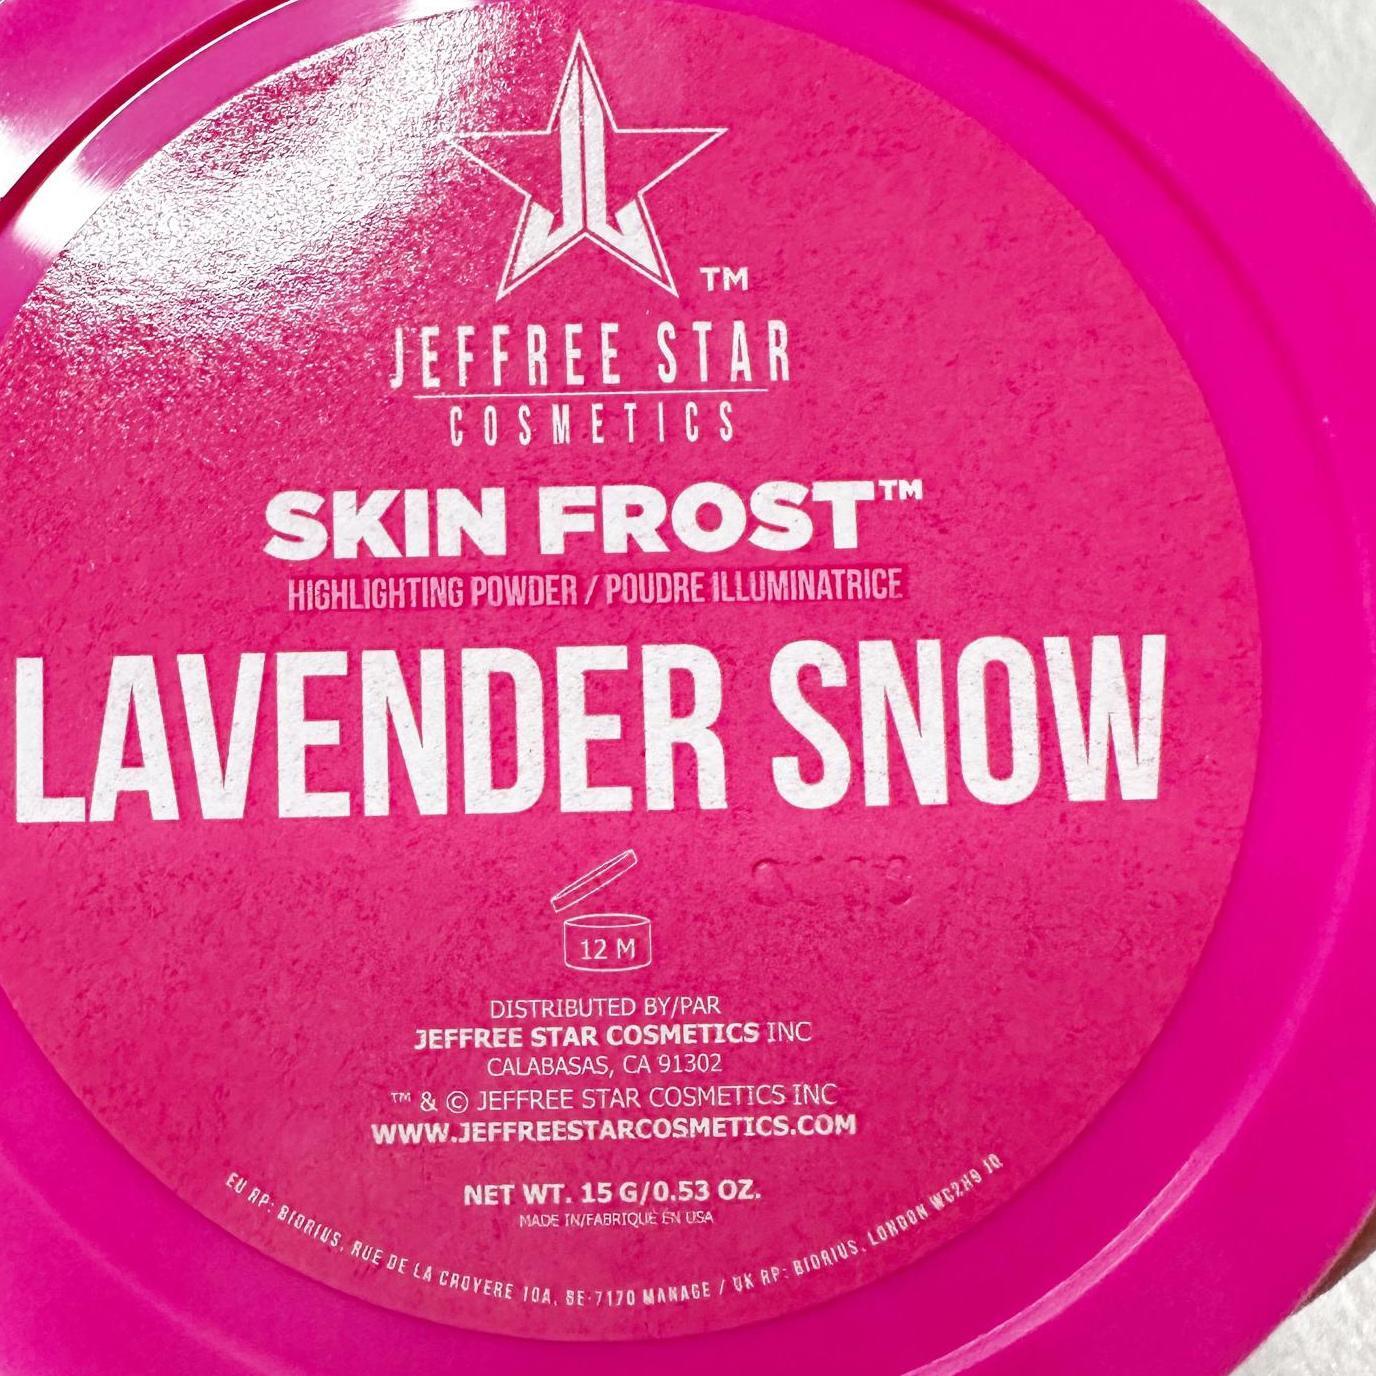 TM
JEFFREE STAR
COSMETICS
SKIN FROST™
HIGHLIGHTING POWDER / POUDRE ILLUMINATRICE
LAVENDER SNOW
12 M
DISTRIBUTED BY/PAR
JEFFREE STAR COSMETICS INC
CALABASAS, CA 91302
™ & © JEFFREE STAR COSMETICS INC
WWW.JEFFREESTARCOSMETICS.COM
NET WT. 15 G/0.53 OZ.
MADE IN/FABRIQUÉ EN USA
EU RP: BIORIUS, RUE DE LA CROYERE 10A, BE-7170 MANAGE / UK RP: BIORIUS, LONDON WC2H9 JQ